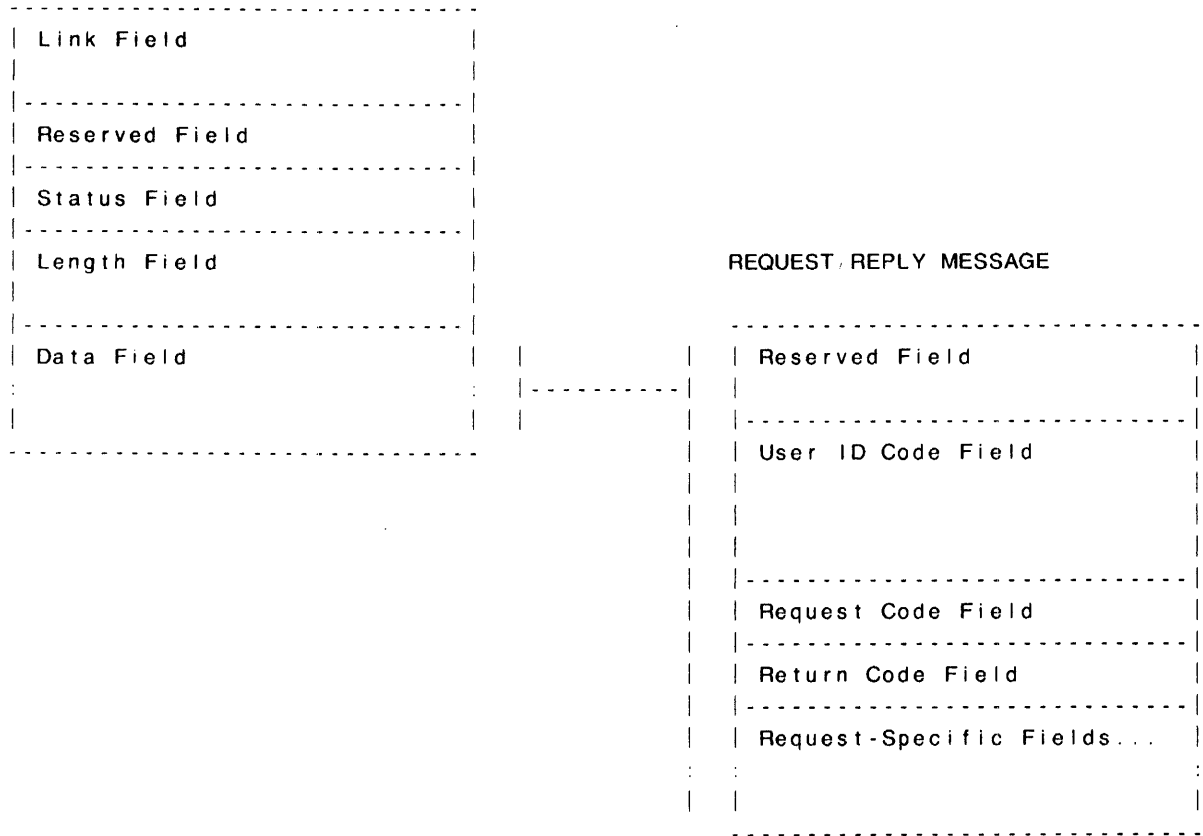 Link Field
Reserved Field
Status Field
Length Field
Data Field
REQUEST/REPLY MESSAGE
Reserved Field
User ID Code Field
Request Code Field
Return Code Field
Request-Specific Fields...